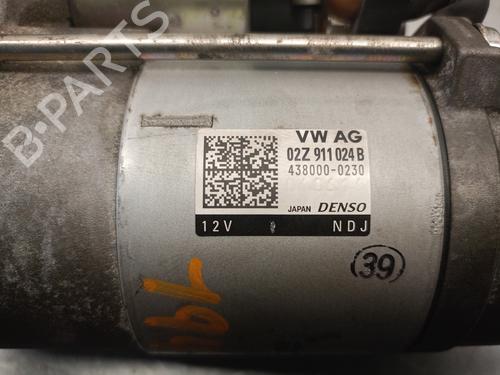 B-PARTS
VW AG
02Z 911 024 B
438000-0230
JAPAN DENSO
12V NDJ
39